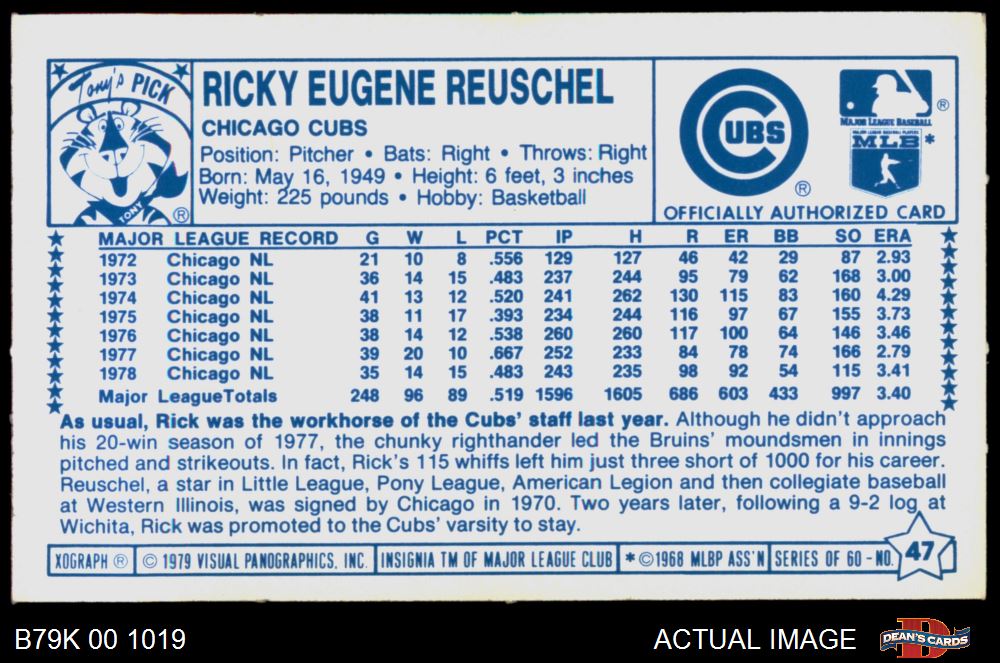 Tony's PICK
TONY
®
RICKY EUGENE REUSCHEL
CHICAGO CUBS
Position: Pitcher • Bats: Right • Throws: Right
Born: May 16, 1949 • Height: 6 feet, 3 inches
Weight: 225 pounds • Hobby: Basketball
CUBS
®
®
MAJOR LEAGUE BASEBALL
MAJOR LEAGUE BASEBALL PLAYERS
MLB *
OFFICIALLY AUTHORIZED CARD
MAJOR LEAGUE RECORD G W L PCT IP H R ER BB SO ERA
1972 Chicago NL 21 10 8 .556 129 127 46 42 29 87 2.93
1973 Chicago NL 36 14 15 .483 237 244 95 79 62 168 3.00
1974 Chicago NL 41 13 12 .520 241 262 130 115 83 160 4.29
1975 Chicago NL 38 11 17 .393 234 244 116 97 67 155 3.73
1976 Chicago NL 38 14 12 .538 260 260 117 100 64 146 3.46
1977 Chicago NL 39 20 10 .667 252 233 84 78 74 166 2.79
1978 Chicago NL 35 14 15 .483 243 235 98 92 54 115 3.41
Major LeagueTotals 248 96 89 .519 1596 1605 686 603 433 997 3.40
As usual, Rick was the workhorse of the Cubs' staff last year. Although he didn't approach
his 20-win season of 1977, the chunky righthander led the Bruins' moundsmen in innings
pitched and strikeouts. In fact, Rick's 115 whiffs left him just three short of 1000 for his career.
Reuschel, a star in Little League, Pony League, American Legion and then collegiate baseball
at Western Illinois, was signed by Chicago in 1970. Two years later, following a 9-2 log at
Wichita, Rick was promoted to the Cubs' varsity to stay.
XOGRAPH ® © 1979 VISUAL PANOGRAPHICS, INC. INSIGNIA TM OF MAJOR LEAGUE CLUB * ©1968 MLBP ASS'N SERIES OF 60 - NO. 47
B79K 00 1019
ACTUAL IMAGE
D
DEAN'S CARDS